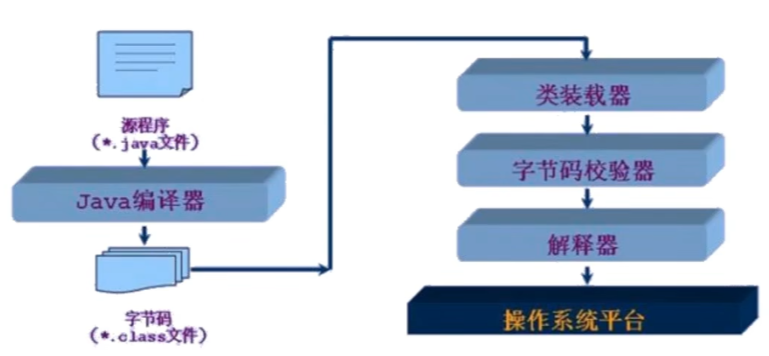 源程序
(*.java文件)
Java编译器
字节码
(*.class文件)
类装载器
字节码校验器
解释器
操作系统平台